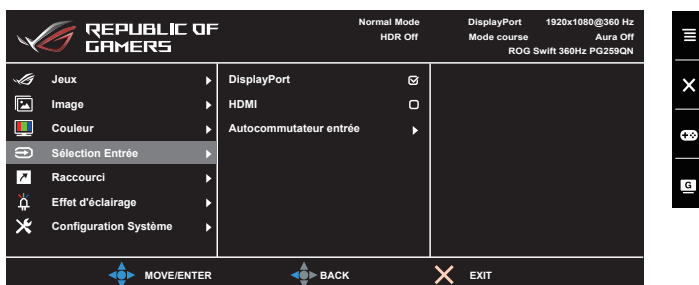 REPUBLIC OF
GAMERS
Normal Mode
HDR Off
DisplayPort 1920x1080@360 Hz
Mode course Aura Off
ROG Swift 360Hz PG259QN
Jeux
Image
Couleur
Sélection Entrée
Raccourci
Effet d'éclairage
Configuration Système
DisplayPort
HDMI
Autocommutateur entrée
MOVE/ENTER
BACK
EXIT
G